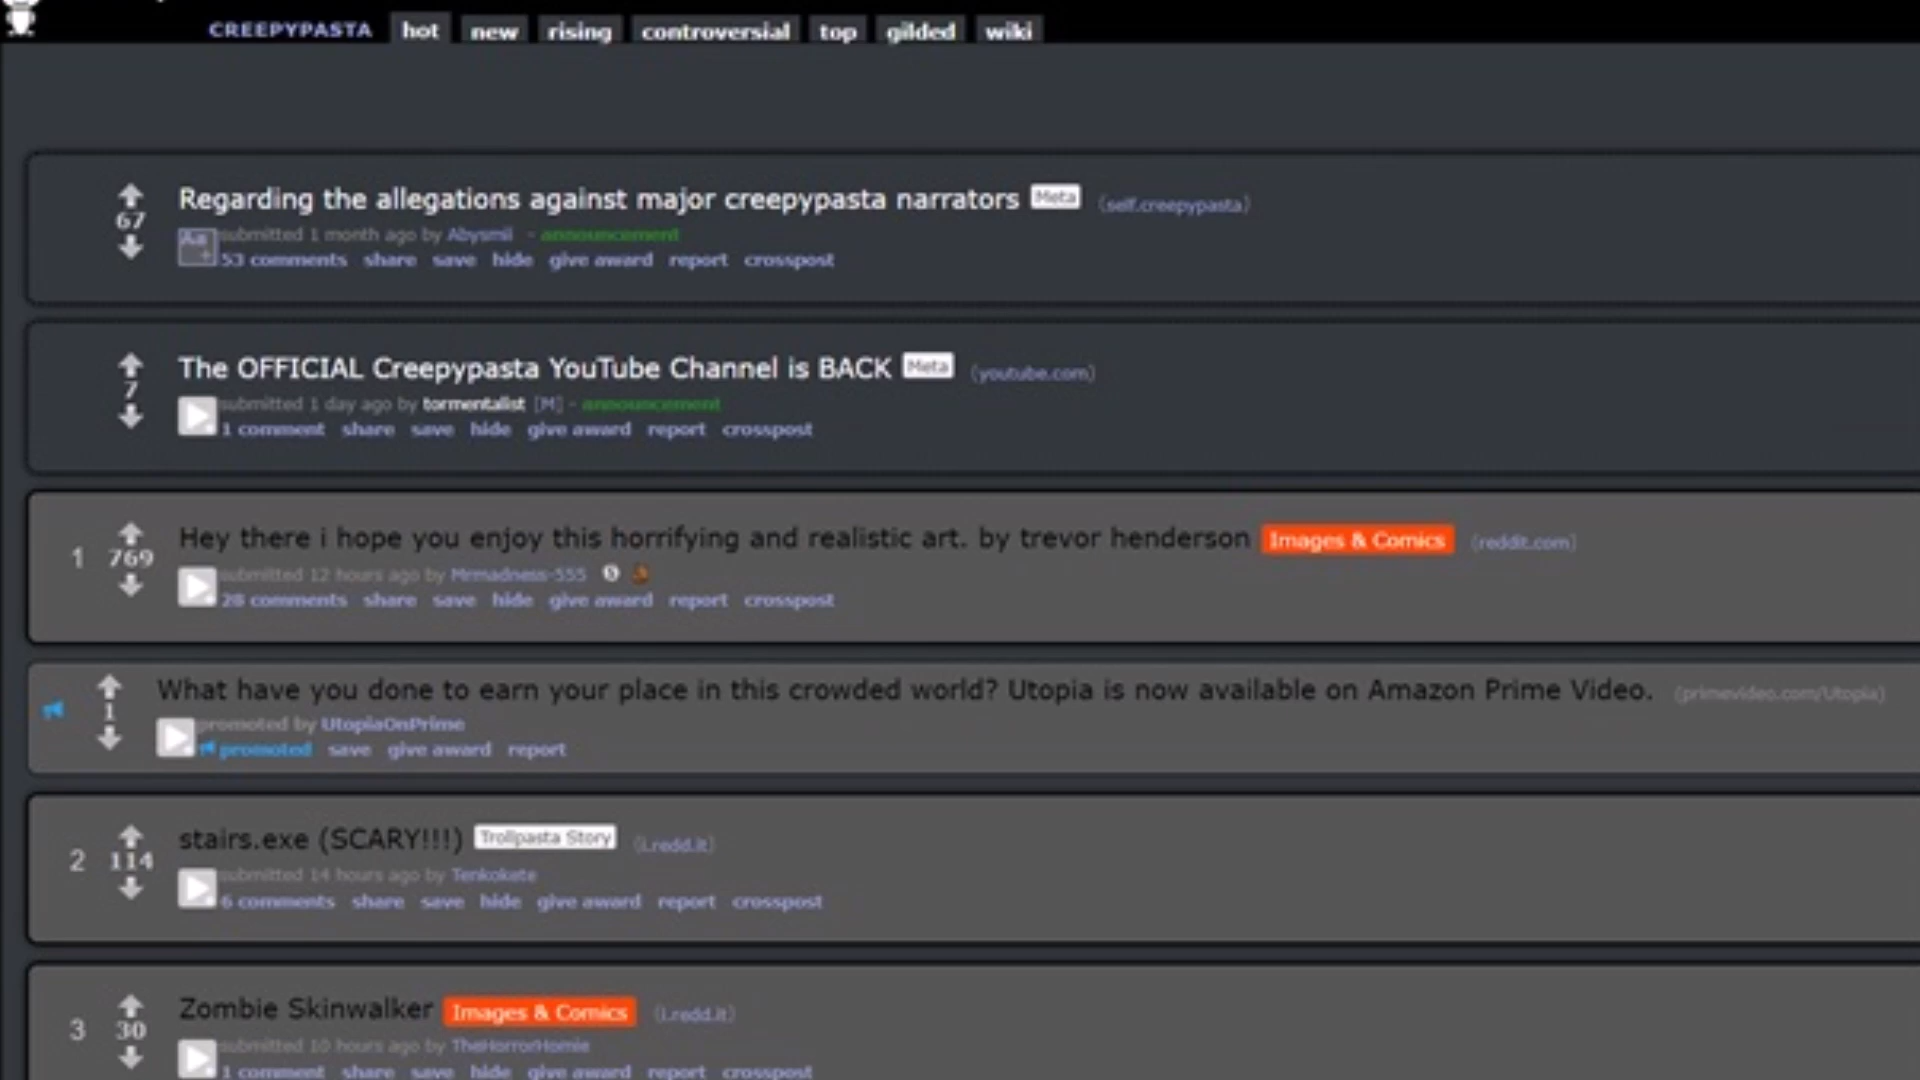 CREEPYPASTA hot new rising controversial top gilded wiki
67
Regarding the allegations against major creepypasta narrators Meta (self.creepypasta)
Aa submitted 1 month ago by Abysmii - announcement
53 comments share save hide give award report crosspost
7
The OFFICIAL Creepypasta YouTube Channel is BACK Meta (youtube.com)
submitted 1 day ago by tormentalist [M] - announcement
1 comment share save hide give award report crosspost
1 769
Hey there i hope you enjoy this horrifying and realistic art. by trevor henderson Images & Comics (reddit.com)
submitted 12 hours ago by Mrmadness-555
28 comments share save hide give award report crosspost
1
What have you done to earn your place in this crowded world? Utopia is now available on Amazon Prime Video. (primevideo.com/Utopia)
promoted by UtopiaOnPrime
promoted save give award report
2 114
stairs.exe (SCARY!!!) Trollpasta Story (i.redd.it)
submitted 14 hours ago by Tenkokete
6 comments share save hide give award report crosspost
3 30
Zombie Skinwalker Images & Comics (i.redd.it)
submitted 10 hours ago by TheHorrorHomie
1 comment share save hide give award report crosspost